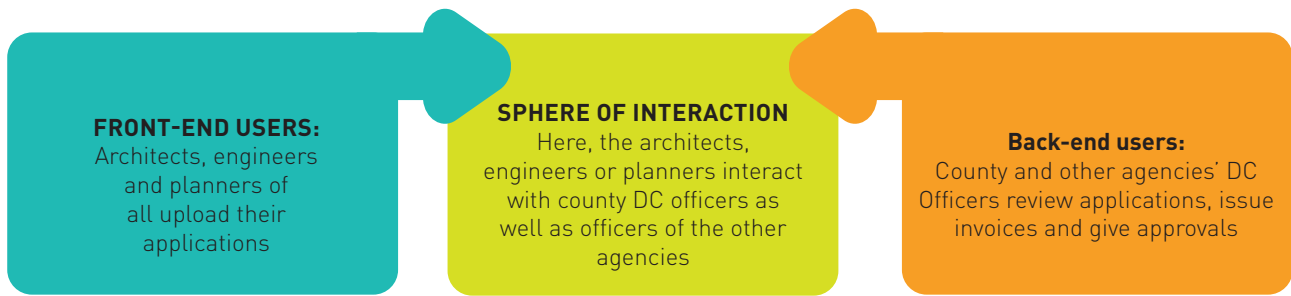 FRONT-END USERS:
Architects, engineers
and planners of
all upload their
applications
SPHERE OF INTERACTION
Here, the architects,
engineers or planners interact
with county DC officers as
well as officers of the other
agencies
Back-end users:
County and other agencies’ DC
Officers review applications, issue
invoices and give approvals